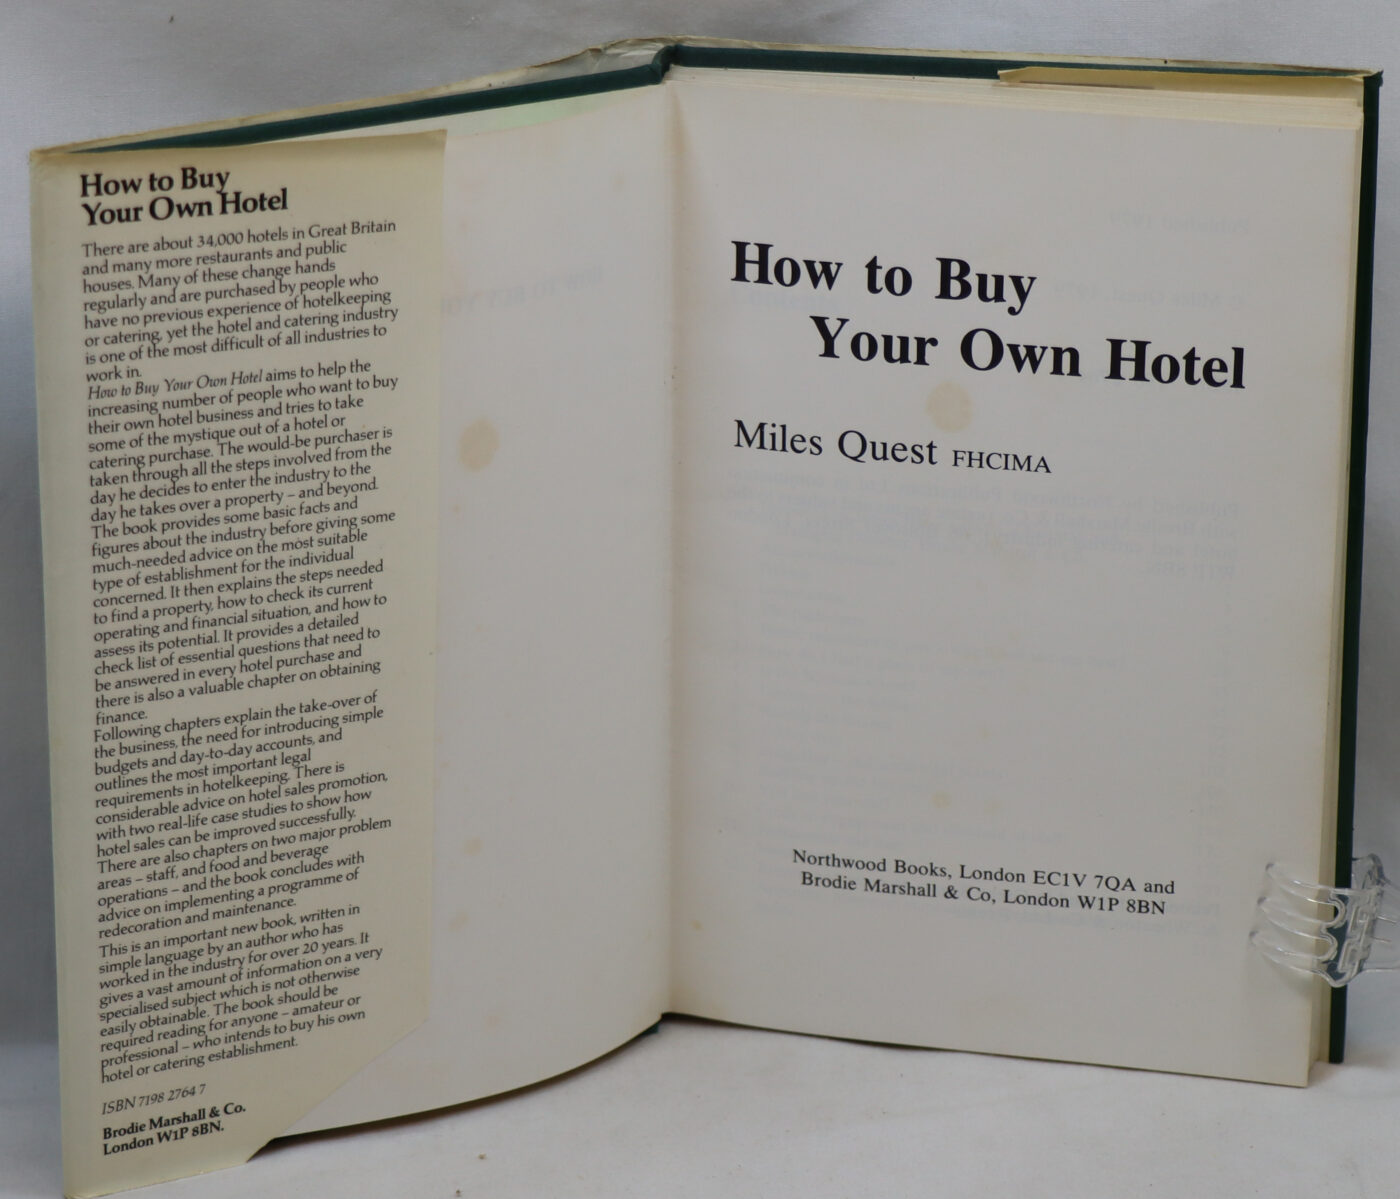 How to Buy
Your Own Hotel
There are about 34,000 hotels in Great Britain
and many more restaurants and public
houses. Many of these change hands
regularly and are purchased by people who
have no previous experience of hotelkeeping
or catering, yet the hotel and catering industry
is one of the most difficult of all industries to
work in.
How to Buy Your Own Hotel aims to help the
increasing number of people who want to buy
their own hotel business and tries to take
some of the mystique out of a hotel or
catering purchase. The would-be purchaser is
taken through all the steps involved from the
day he decides to enter the industry to the
day he takes over a property – and beyond.
The book provides some basic facts and
figures about the industry before giving some
much-needed advice on the most suitable
type of establishment for the individual
concerned. It then explains the steps needed
to find a property, how to check its current
operating and financial situation, and how to
assess its potential. It provides a detailed
check list of essential questions that need to
be answered in every hotel purchase and
there is also a valuable chapter on obtaining
finance.
Following chapters explain the take-over of
the business, the need for introducing simple
budgets and day-to-day accounts, and
outlines the most important legal
requirements in hotelkeeping. There is
considerable advice on hotel sales promotion,
with two real-life case studies to show how
hotel sales can be improved successfully.
There are also chapters on two major problem
areas – staff, and food and beverage
operations – and the book concludes with
advice on implementing a programme of
redecoration and maintenance.
This is an important new book, written in
simple language by an author who has
worked in the industry for over 20 years. It
gives a vast amount of information on a very
specialised subject which is not otherwise
easily obtainable. The book should be
required reading for anyone – amateur or
professional – who intends to buy his own
hotel or catering establishment.
ISBN 7198 2764 7
Brodie Marshall & Co.
London W1P 8BN.
How to Buy
Your Own Hotel
Miles Quest FHCIMA
Northwood Books, London EC1V 7QA and
Brodie Marshall & Co, London W1P 8BN